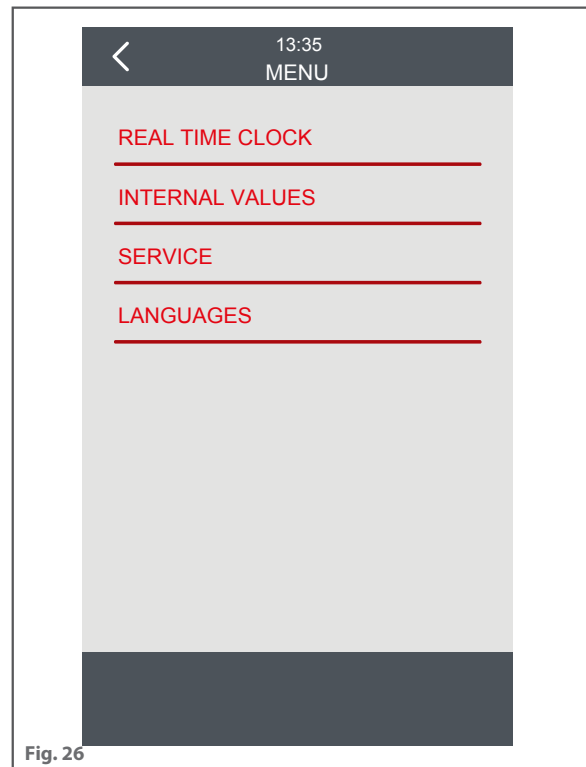 13:35
MENU
REAL TIME CLOCK
INTERNAL VALUES
SERVICE
LANGUAGES
Fig. 26